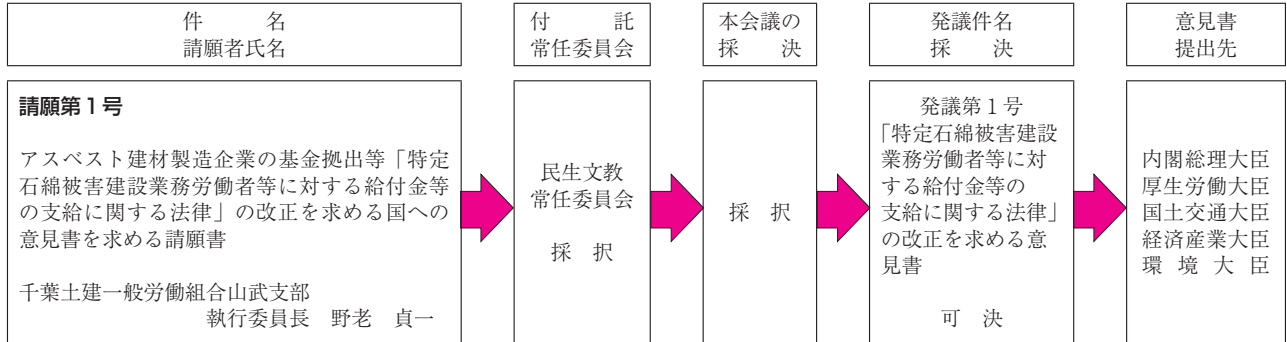 件　　名
請願者氏名
付　　託
常任委員会
本会議の
採　　決
発議件名
採　　決
意見書
提出先
請願第１号
アスベスト建材製造企業の基金拠出等「特定
石綿被害建設業務労働者等に対する給付金等
の支給に関する法律」の改正を求める国への
意見書を求める請願書
千葉土建一般労働組合山武支部
執行委員長　野老　貞一
民生文教
常任委員会
採　択
採　択
発議第１号
「特定石綿被害建設
業務労働者等に対
する給付金等の
支給に関する法律」
の改正を求める意
見書
可　決
内閣総理大臣
厚生労働大臣
国土交通大臣
経済産業大臣
環境大臣